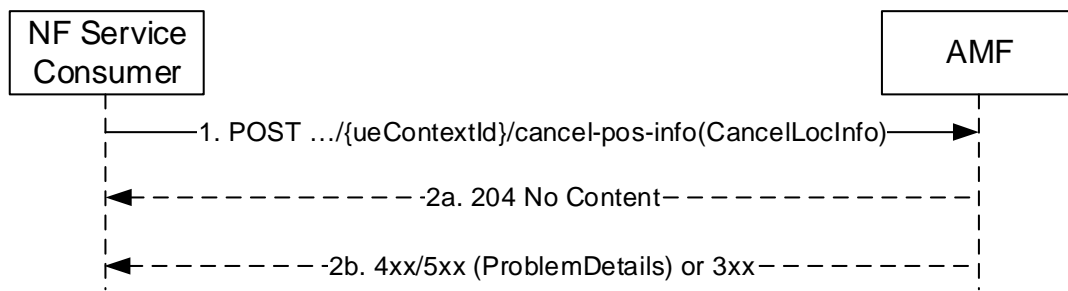 NF Service
Consumer
AMF
1. POST …/{ueContextId}/cancel-pos-info(CancelLocInfo)
2a. 204 No Content
2b. 4xx/5xx (ProblemDetails) or 3xx